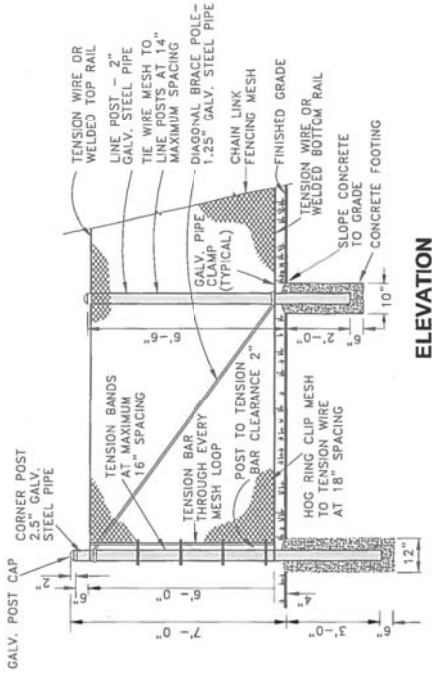 GALV. POST CAP
CORNER POST
2.5" GALV.
STEEL PIPE
TENSION BANDS
AT MAXIMUM
16" SPACING
TENSION BAR
THROUGH EVERY
MESH LOOP
POST TO TENSION
BAR CLEARANCE 2"
HOG RING CLIP MESH
TO TENSION WIRE
AT 18" SPACING
GALV. PIPE
CLAMP
(TYPICAL)
TENSION WIRE OR
WELDED TOP RAIL
LINE POST - 2"
GALV. STEEL PIPE
TIE WIRE MESH TO
LINE POSTS AT 14"
MAXIMUM SPACING
DIAGONAL BRACE POLE-
1.25" GALV. STEEL PIPE
CHAIN LINK
FENCING MESH
FINISHED GRADE
TENSION WIRE OR
WELDED BOTTOM RAIL
SLOPE CONCRETE
TO GRADE
CONCRETE FOOTING
2"
6"
7'-0"
6'-0"
4"
3'-0"
6"
12"
6'-6"
2'-0"
6"
10"
ELEVATION